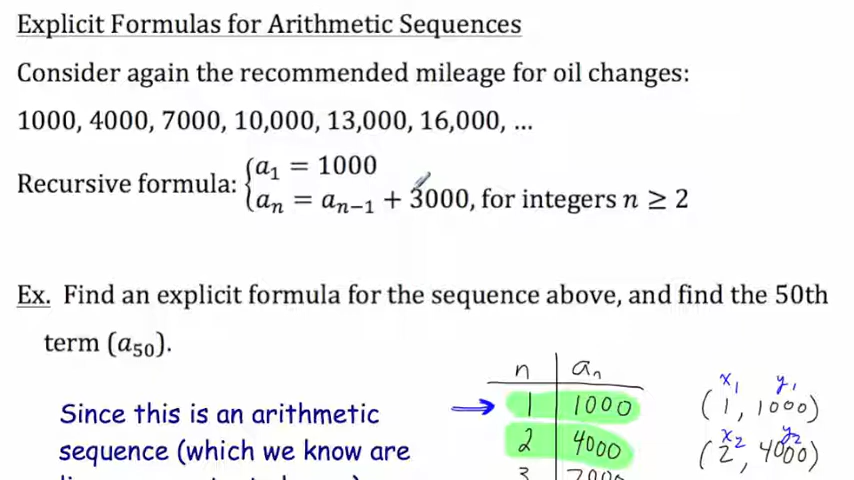 Explicit Formulas for Arithmetic Sequences
Consider again the recommended mileage for oil changes:
1000, 4000, 7000, 10,000, 13,000, 16,000, ...
Recursive formula: { a₁ = 1000
aₙ = aₙ₋₁ + 3000, for integers n ≥ 2
Ex. Find an explicit formula for the sequence above, and find the 50th
term (a₅₀).
n aₙ
x₁ y₁
Since this is an arithmetic
1 1000
(1, 1000)
sequence (which we know are
2 4000
x₂ y₂
(2, 4000)
3 7000